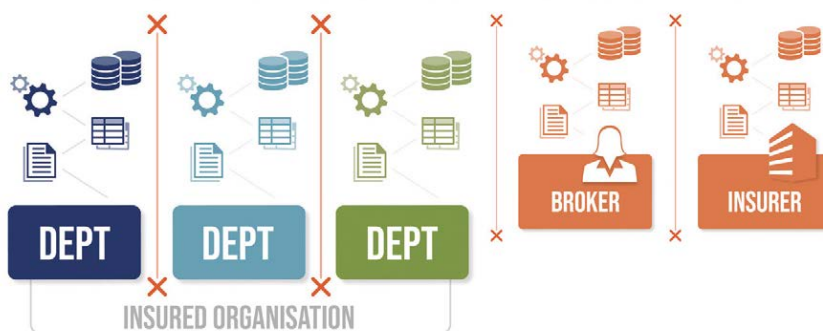 DEPT
DEPT
DEPT
BROKER
INSURER
INSURED ORGANISATION